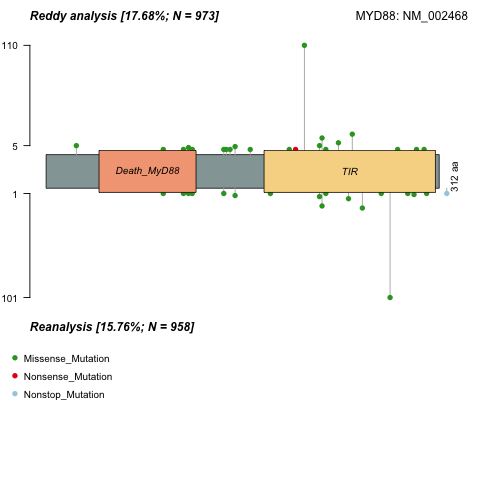 Reddy analysis [17.68%; N = 973]
MYD88: NM_002468
110
5
Death_MyD88
TIR
312 aa
1
101
Reanalysis [15.76%; N = 958]
Missense_Mutation
Nonsense_Mutation
Nonstop_Mutation